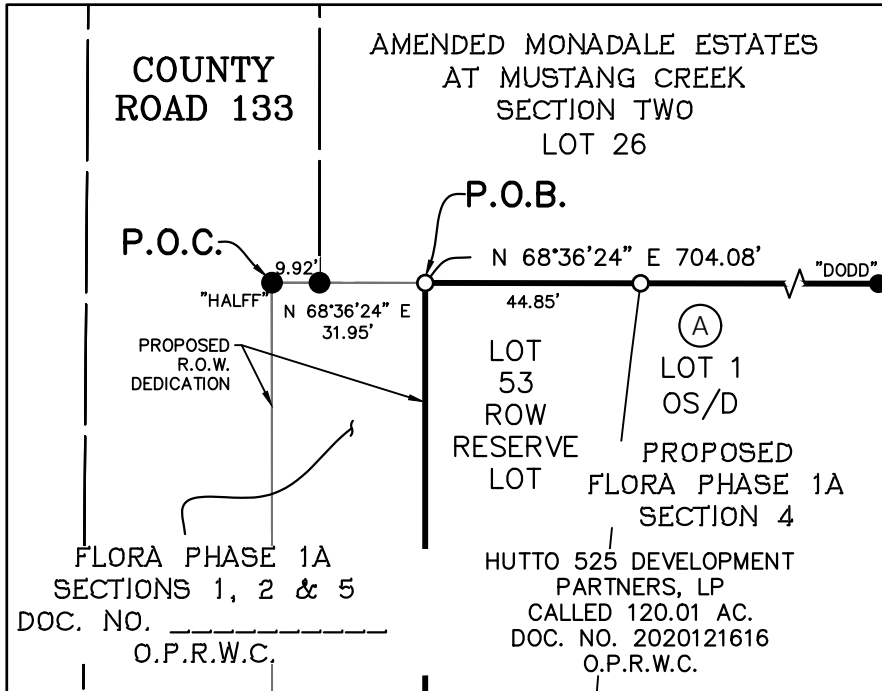 COUNTY
ROAD 133
AMENDED MONADALE ESTATES
AT MUSTANG CREEK
SECTION TWO
LOT 26
P.O.C.
P.O.B.
9.92'
"HALFF"
N 68°36'24" E
31.95'
N 68°36'24" E 704.08'
44.85'
"DODD"
PROPOSED
R.O.W.
DEDICATION
LOT
53
ROW
RESERVE
LOT
A
LOT 1
OS/D
PROPOSED
FLORA PHASE 1A
SECTION 4
FLORA PHASE 1A
SECTIONS 1, 2 & 5
DOC. NO. ___________
O.P.R.W.C.
HUTTO 525 DEVELOPMENT
PARTNERS, LP
CALLED 120.01 AC.
DOC. NO. 2020121616
O.P.R.W.C.